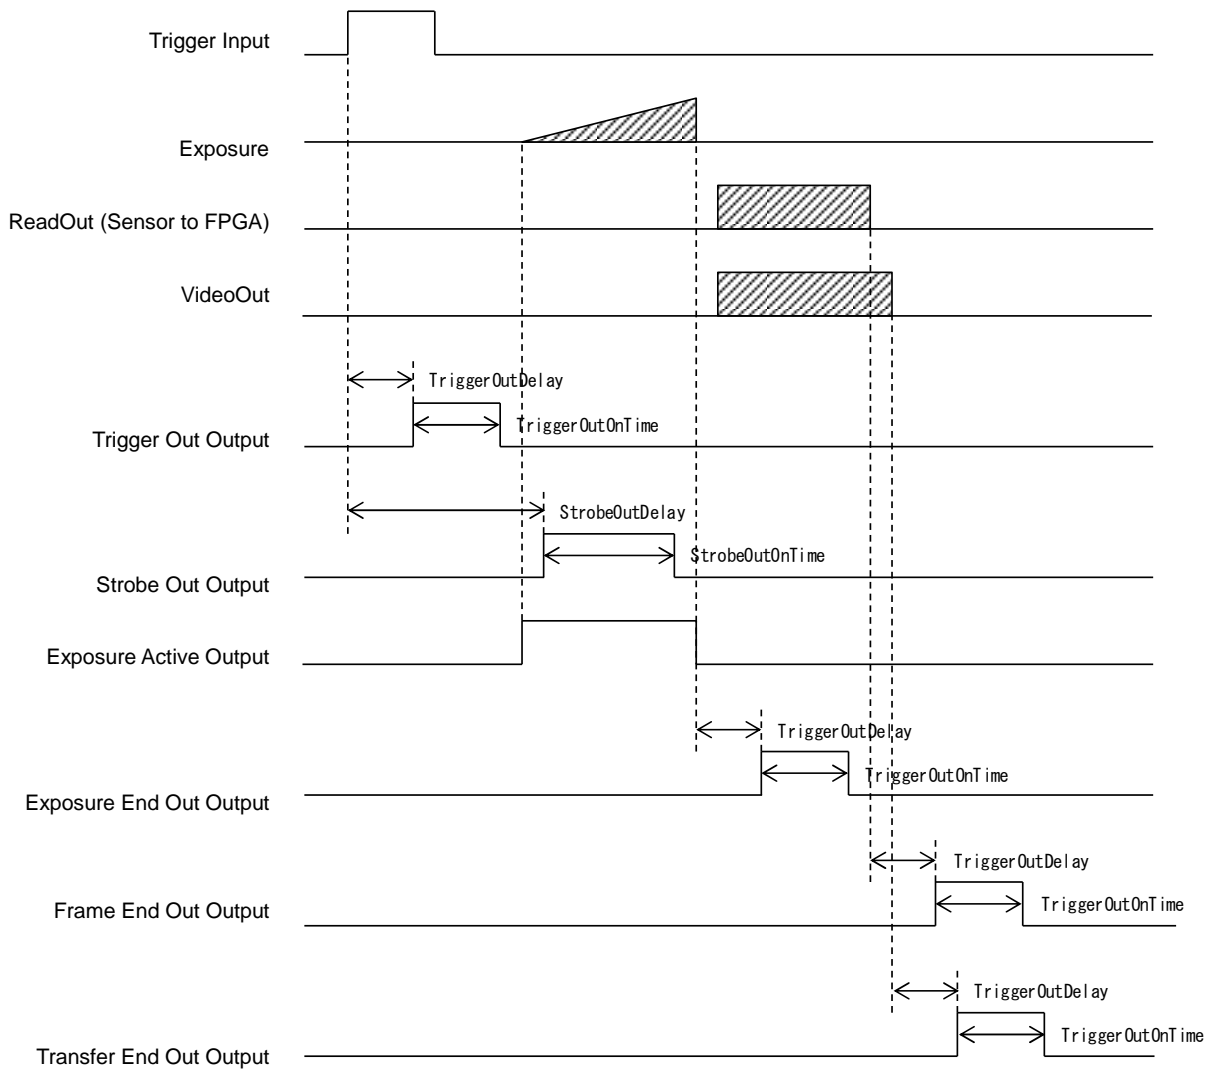 Trigger Input
Exposure
ReadOut (Sensor to FPGA)
VideoOut
TriggerOutDelay
TriggerOutOnTime
Trigger Out Output
StrobeOutDelay
StrobeOutOnTime
Strobe Out Output
Exposure Active Output
TriggerOutDelay
TriggerOutOnTime
Exposure End Out Output
TriggerOutDelay
TriggerOutOnTime
Frame End Out Output
TriggerOutDelay
TriggerOutOnTime
Transfer End Out Output